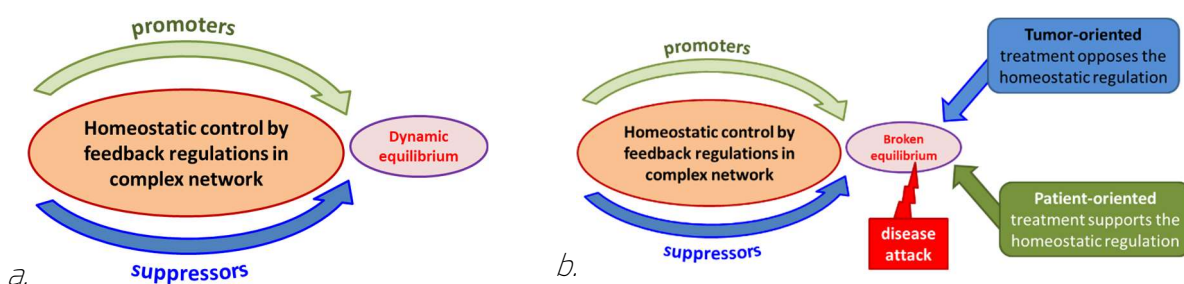 promoters
Homeostatic control by
feedback regulations in
complex network
Dynamic
equilibrium
suppressors
a.
promoters
Homeostatic control by
feedback regulations in
complex network
Broken
equilibrium
suppressors
disease
attack
Tumor-oriented
treatment opposes the
homeostatic regulation
Patient-oriented
treatment supports the
homeostatic regulation
b.